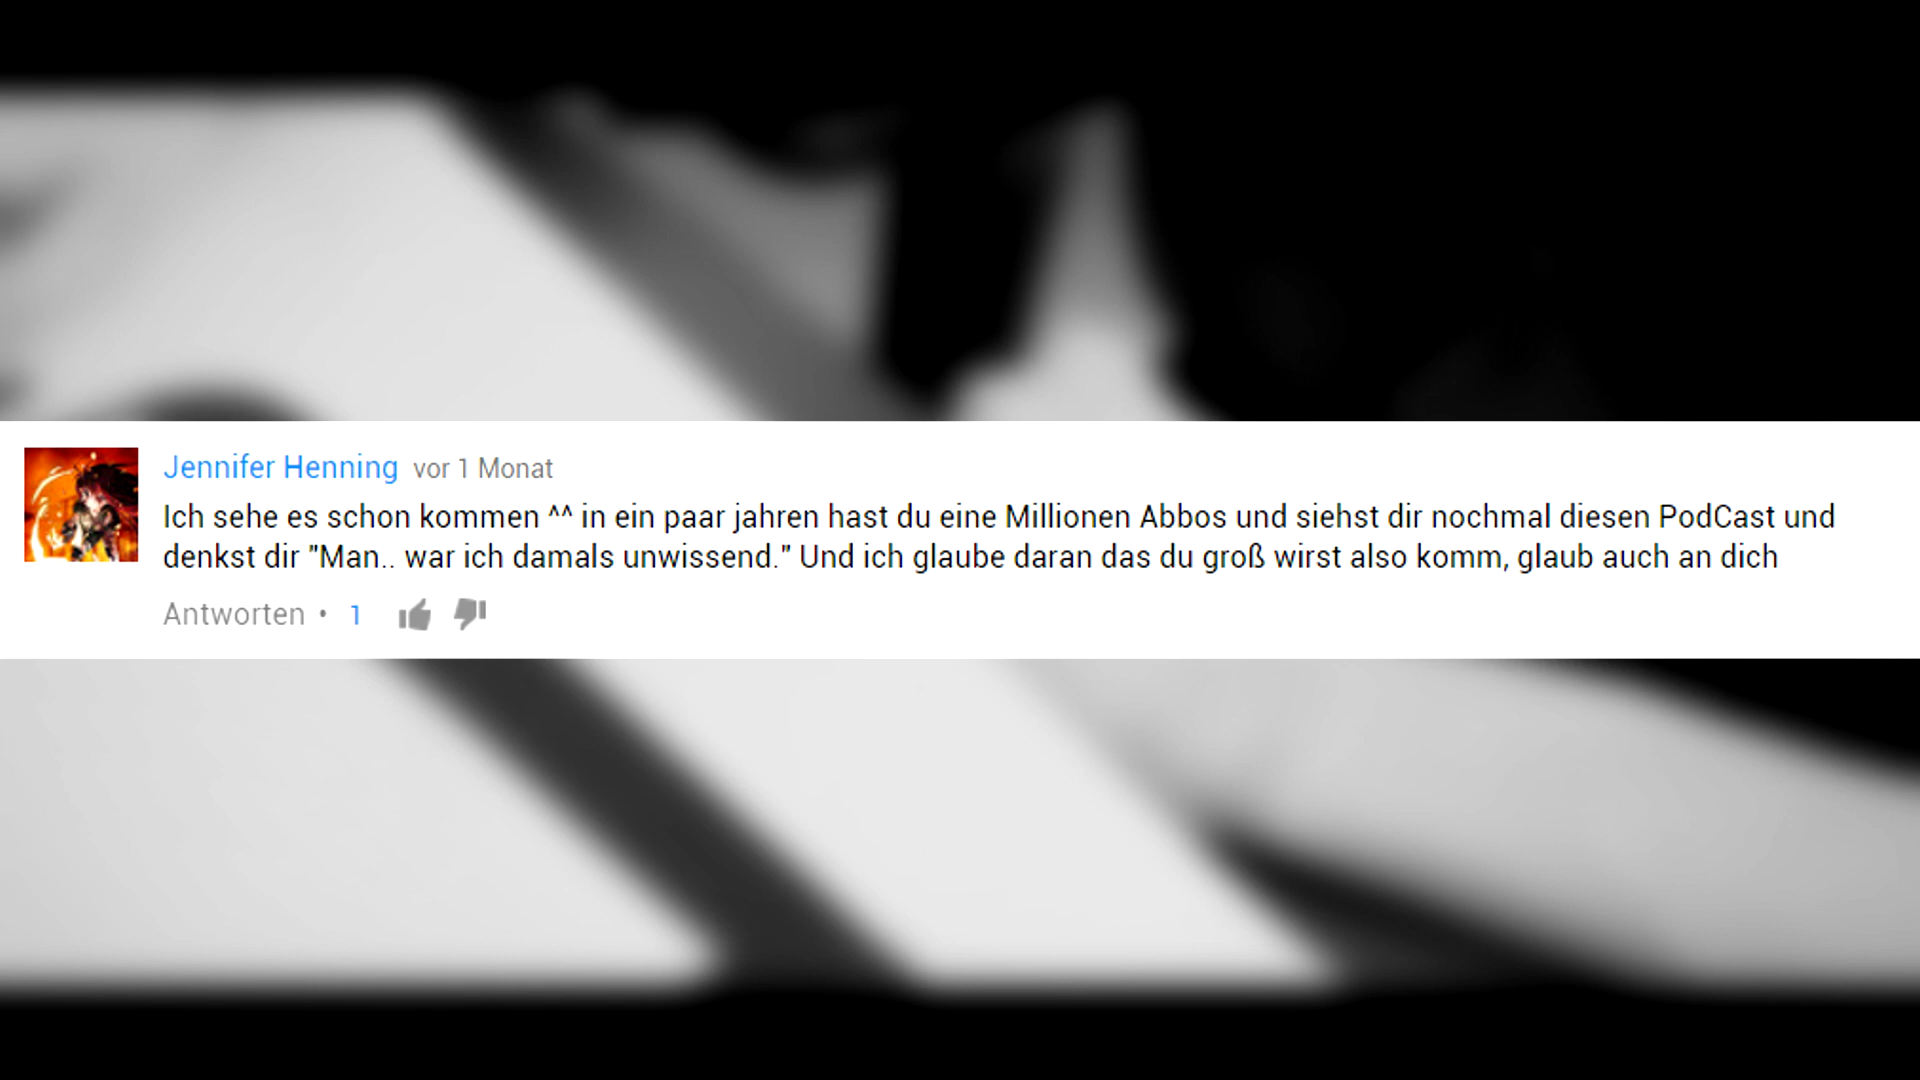 Jennifer Henning vor 1 Monat
Ich sehe es schon kommen ^^ in ein paar jahren hast du eine Millionen Abbos und siehst dir nochmal diesen PodCast und
denkst dir "Man.. war ich damals unwissend." Und ich glaube daran das du groß wirst also komm, glaub auch an dich
Antworten • 1